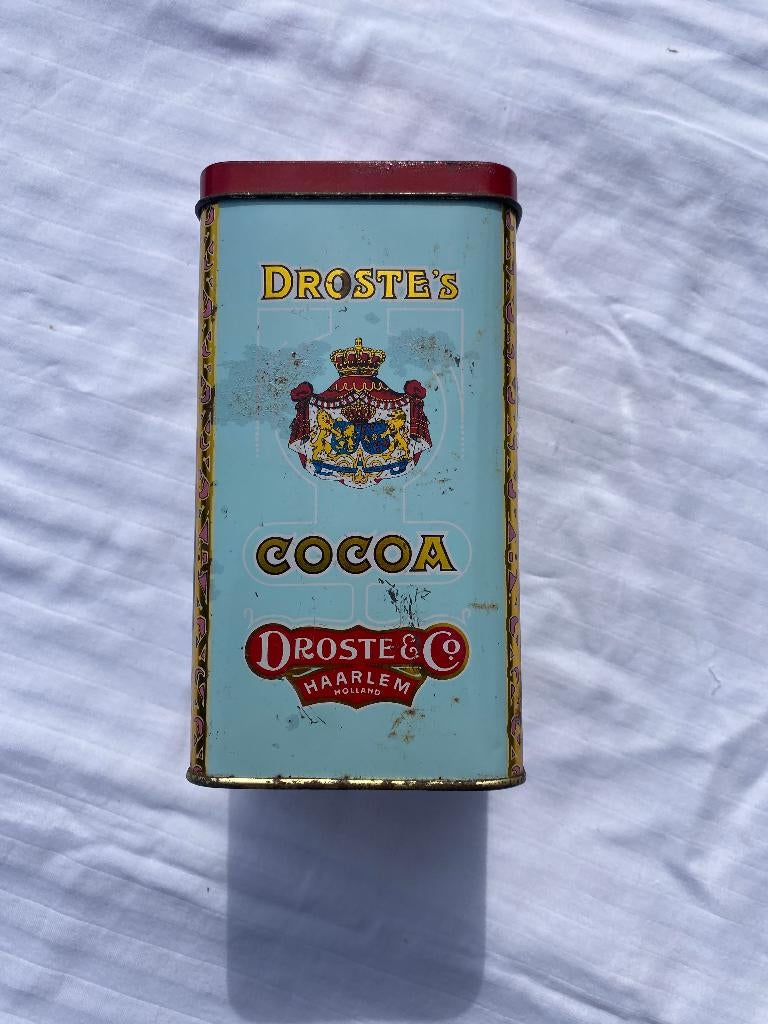 DROSTE'S
COCOA
DROSTE & Co
HAARLEM
HOLLAND